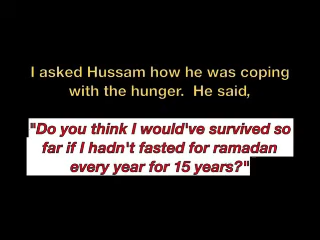 I asked Hussam how he was coping
with the hunger.  He said,
"Do you think I would've survived so
far if I hadn't fasted for ramadan
every year for 15 years?"